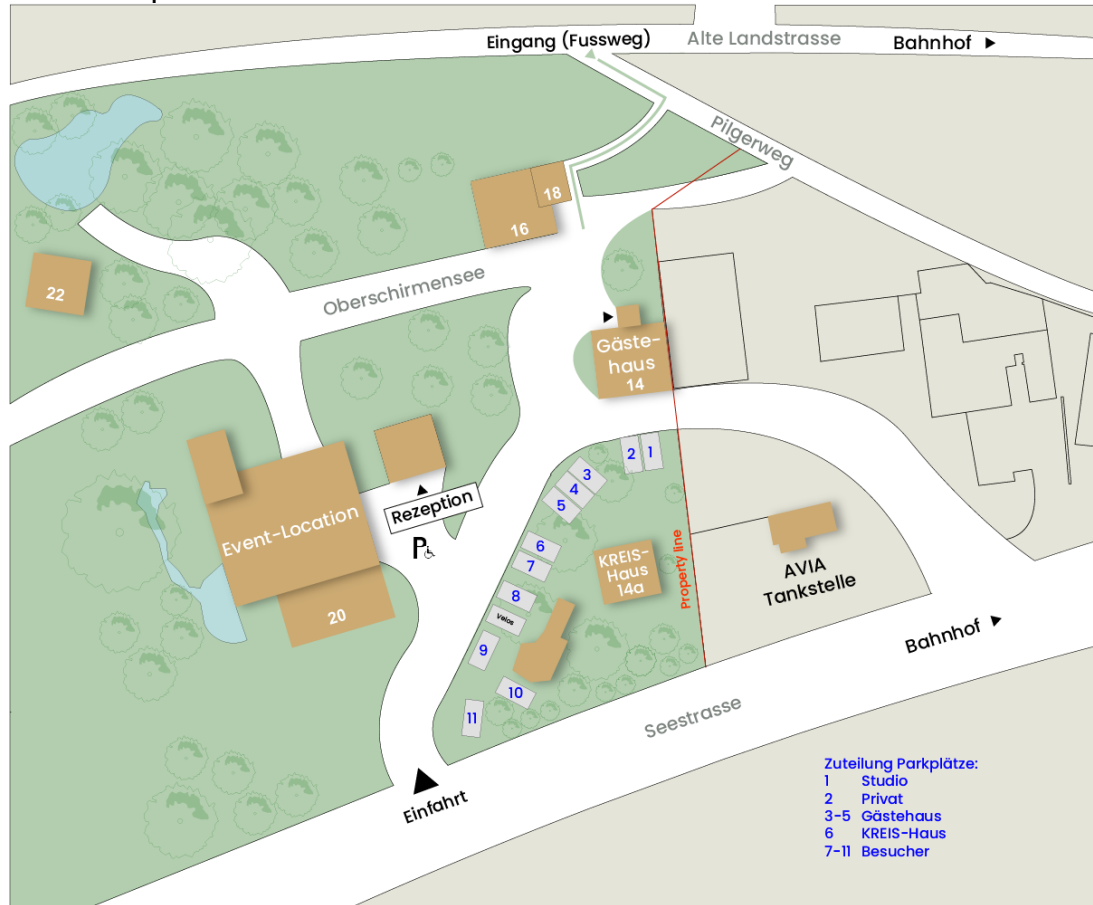 Eingang (Fussweg)
Alte Landstrasse
Bahnhof
Pilgerweg
18
16
Oberschirmensee
22
Gäste-
haus
14
2
1
3
4
5
Event-Location
Rezeption
P
6
7
KREIS-
Haus
14a
Property line
AVIA
Tankstelle
8
Velos
20
9
10
11
Bahnhof
Seestrasse
Einfahrt
Zuteilung Parkplätze:
1 Studio
2 Privat
3-5 Gästehaus
6 KREIS-Haus
7-11 Besucher